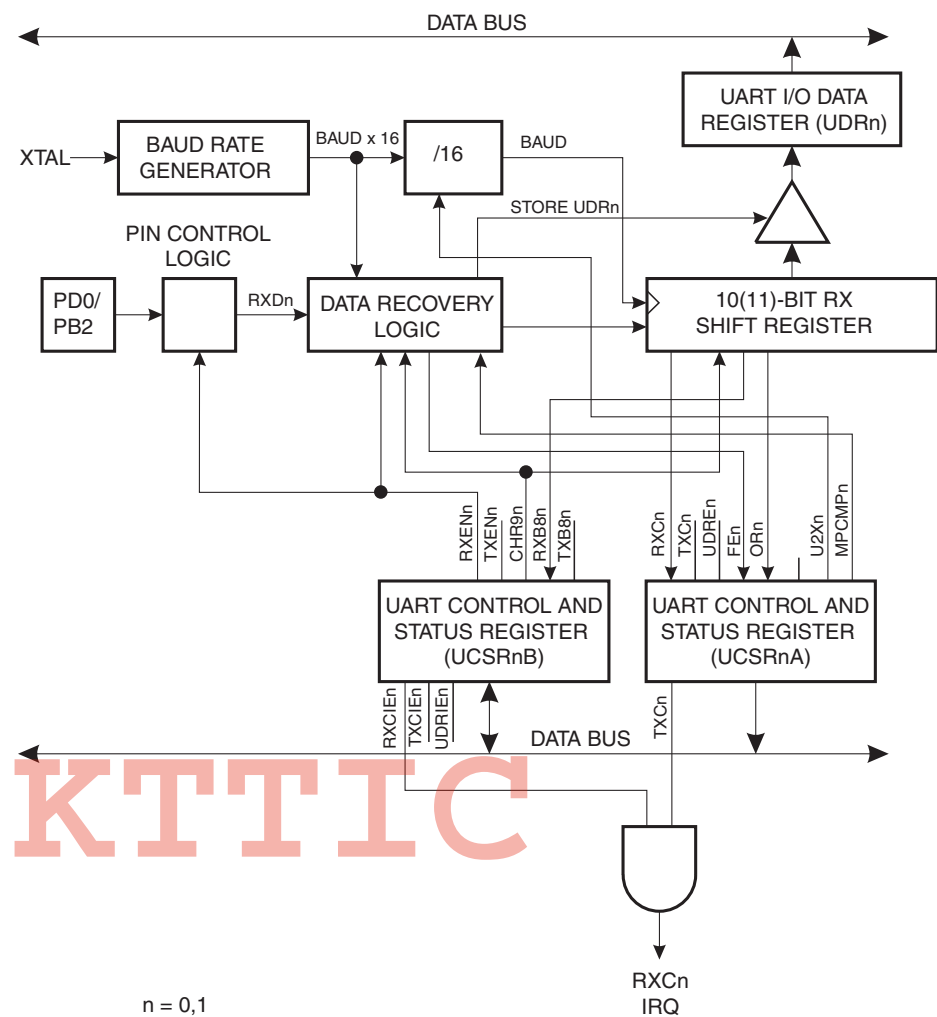 DATA BUS
UART I/O DATA
REGISTER (UDRn)
XTAL
BAUD RATE
GENERATOR
BAUD x 16
/16
BAUD
STORE UDRn
PIN CONTROL
LOGIC
PD0/
PB2
RXDn
DATA RECOVERY
LOGIC
10(11)-BIT RX
SHIFT REGISTER
RXENn
TXENn
CHR9n
RXB8n
TXB8n
RXCn
TXCn
UDREn
FEn
ORn
U2Xn
MPCMPn
UART CONTROL AND
STATUS REGISTER
(UCSRnB)
UART CONTROL AND
STATUS REGISTER
(UCSRnA)
RXCIEn
TXCIEn
UDRIEn
TXCn
DATA BUS
KTTIC
RXCn
IRQ
n = 0,1